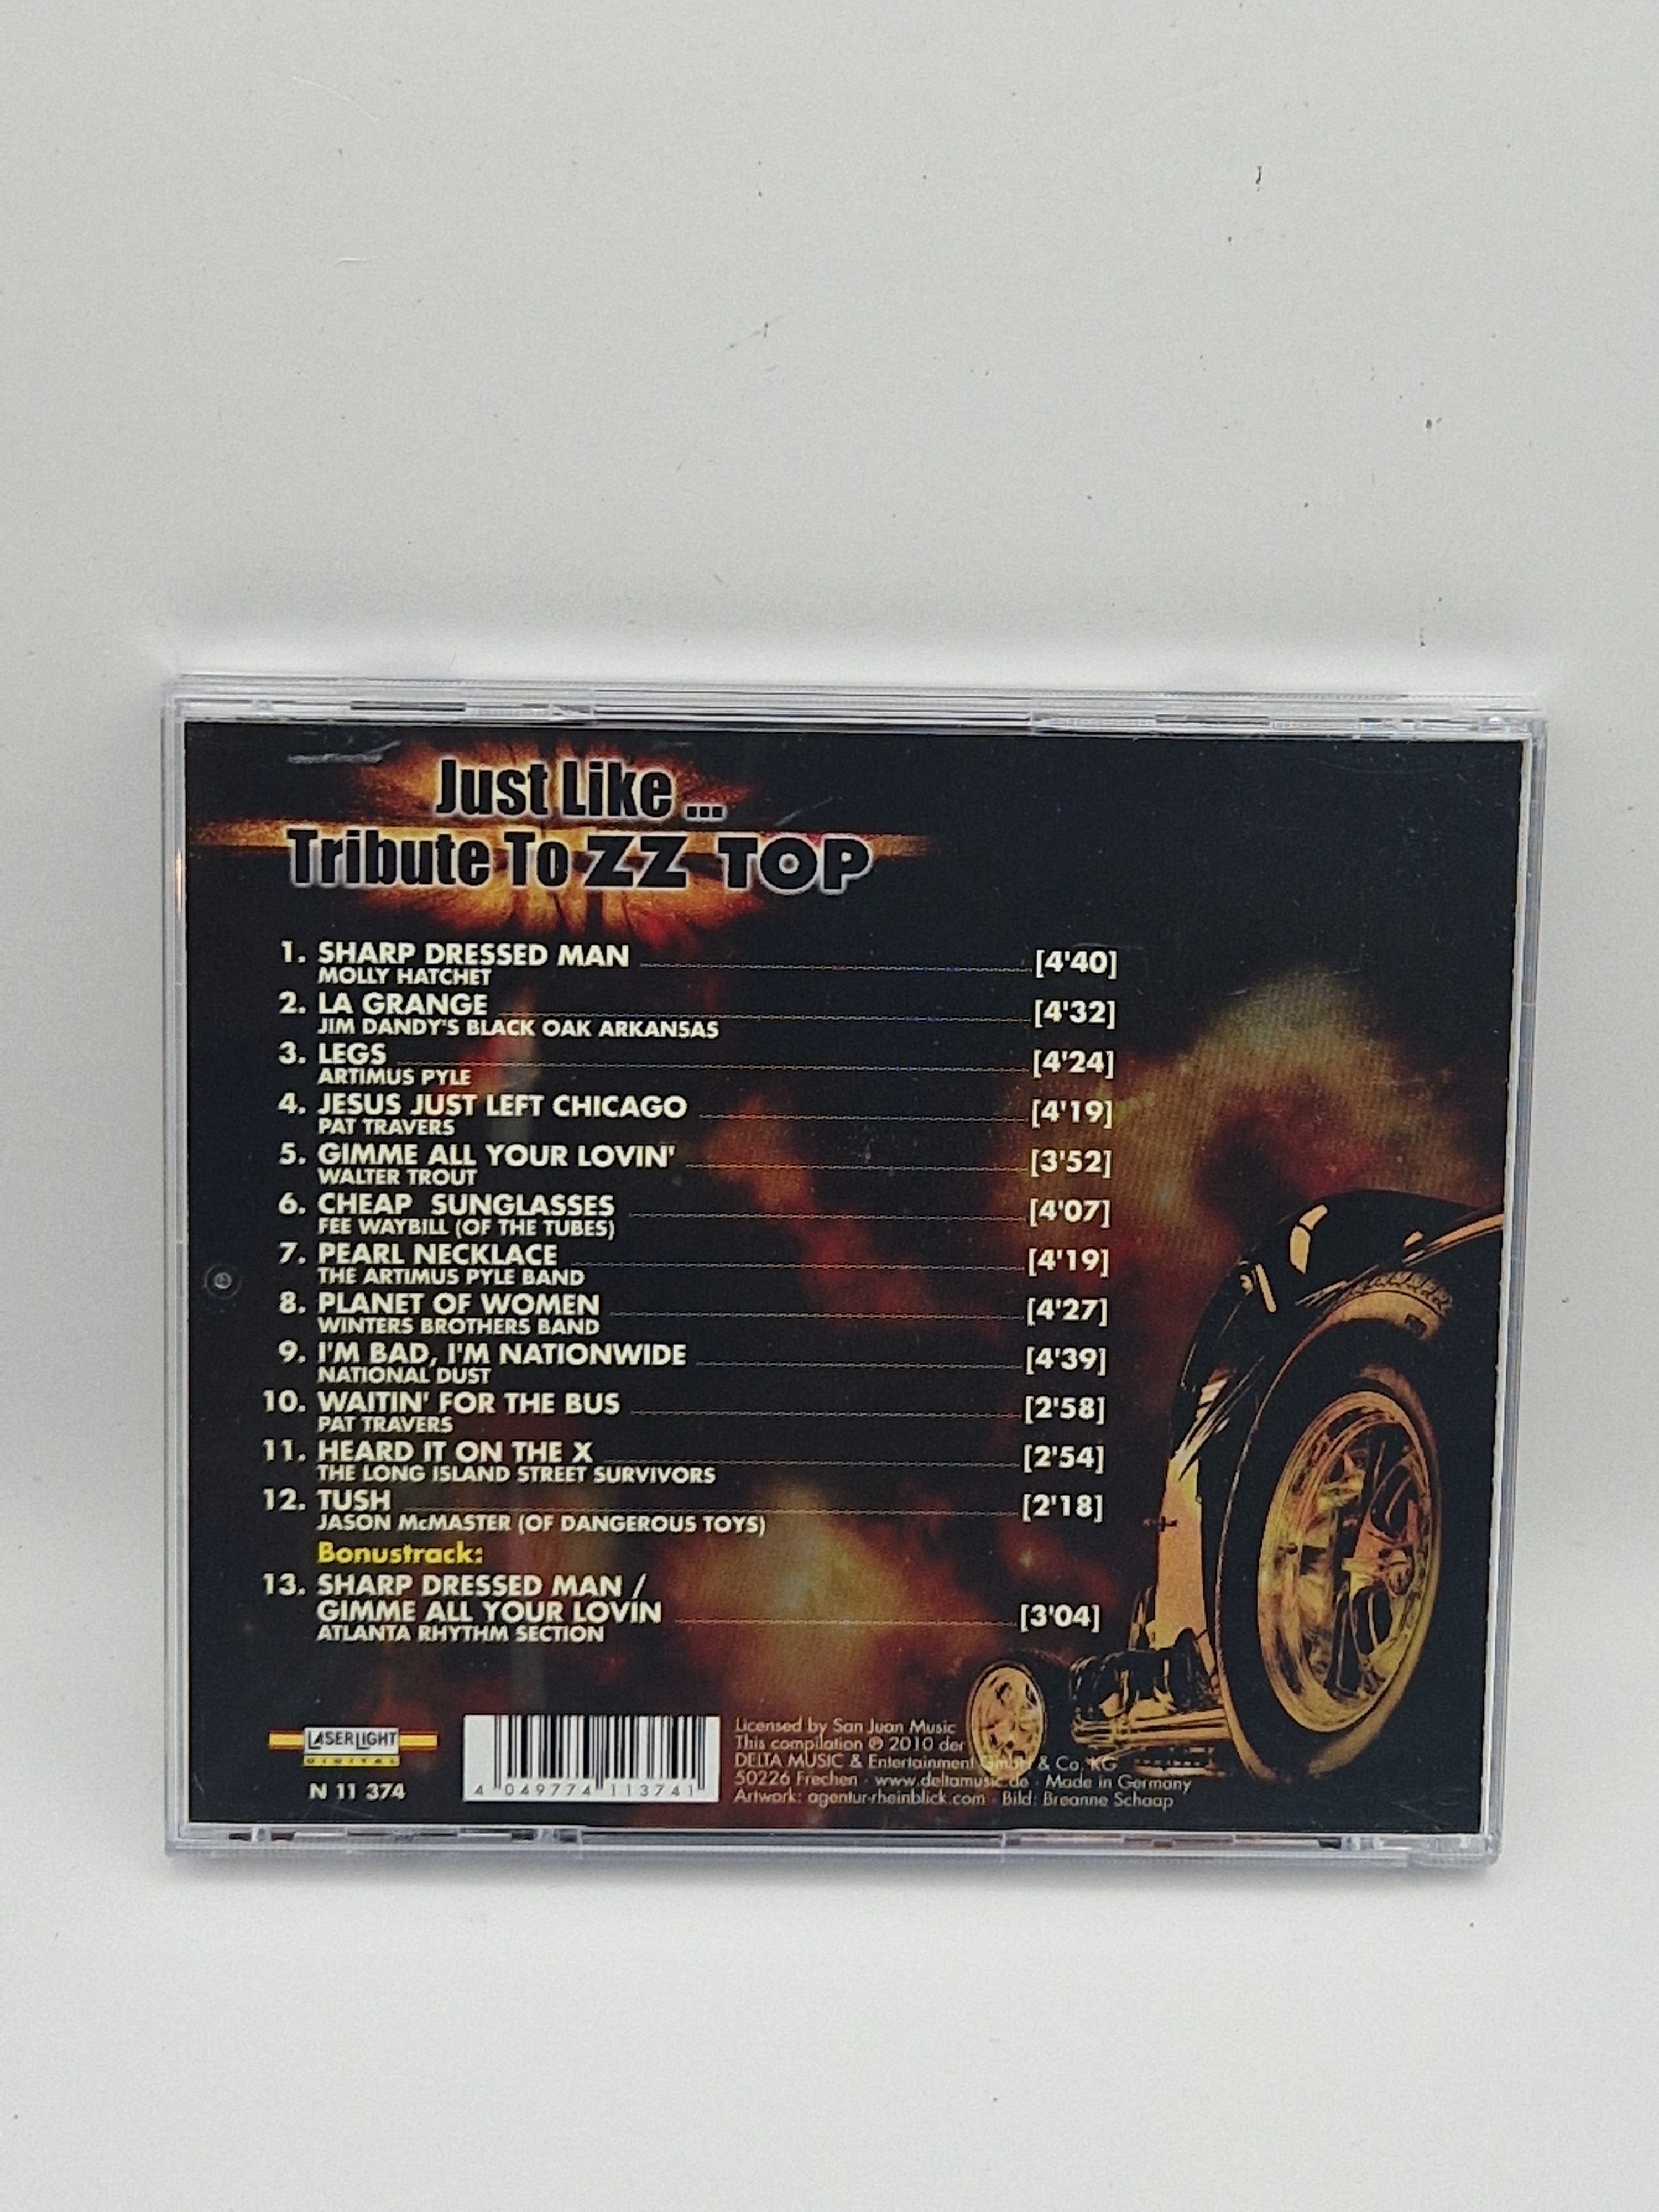 Just Like ...
Tribute To ZZ TOP
1. SHARP DRESSED MAN [4'40]
MOLLY HATCHET
2. LA GRANGE [4'32]
JIM DANDY'S BLACK OAK ARKANSAS
3. LEGS [4'24]
ARTIMUS PYLE
4. JESUS JUST LEFT CHICAGO [4'19]
PAT TRAVERS
5. GIMME ALL YOUR LOVIN' [3'52]
WALTER TROUT
6. CHEAP SUNGLASSES [4'07]
FEE WAYBILL (OF THE TUBES)
7. PEARL NECKLACE [4'19]
THE ARTIMUS PYLE BAND
8. PLANET OF WOMEN [4'27]
WINTERS BROTHERS BAND
9. I'M BAD, I'M NATIONWIDE [4'39]
NATIONAL DUST
10. WAITIN' FOR THE BUS [2'58]
PAT TRAVERS
11. HEARD IT ON THE X [2'54]
THE LONG ISLAND STREET SURVIVORS
12. TUSH [2'18]
JASON McMASTER (OF DANGEROUS TOYS)
Bonustrack:
13. SHARP DRESSED MAN /
GIMME ALL YOUR LOVIN [3'04]
ATLANTA RHYTHM SECTION
LASERLIGHT
DIGITAL
N 11 374
4 049774 113741
Licensed by San Juan Music
This compilation ℗ 2010 der
DELTA MUSIC & Entertainment GmbH & Co. KG
50226 Frechen · www.deltamusic.de · Made in Germany
Artwork: agentur-rheinblick.com · Bild: Breanne Schaap